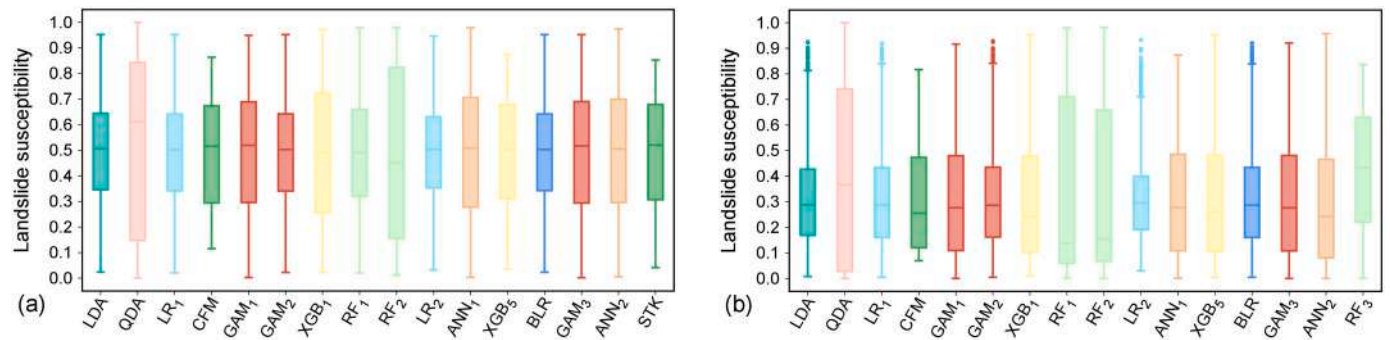 Landslide susceptibility
1.0
0.9
0.8
0.7
0.6
0.5
0.4
0.3
0.2
0.1
0.0
(a)
LDA
QDA
LR1
CFM
GAM1
GAM2
XGB1
RF1
RF2
LR2
ANN1
XGB5
BLR
GAM3
ANN2
STK
Landslide susceptibility
1.0
0.9
0.8
0.7
0.6
0.5
0.4
0.3
0.2
0.1
0.0
(b)
LDA
QDA
LR1
CFM
GAM1
GAM2
XGB1
RF1
RF2
LR2
ANN1
XGB5
BLR
GAM3
ANN2
RF3